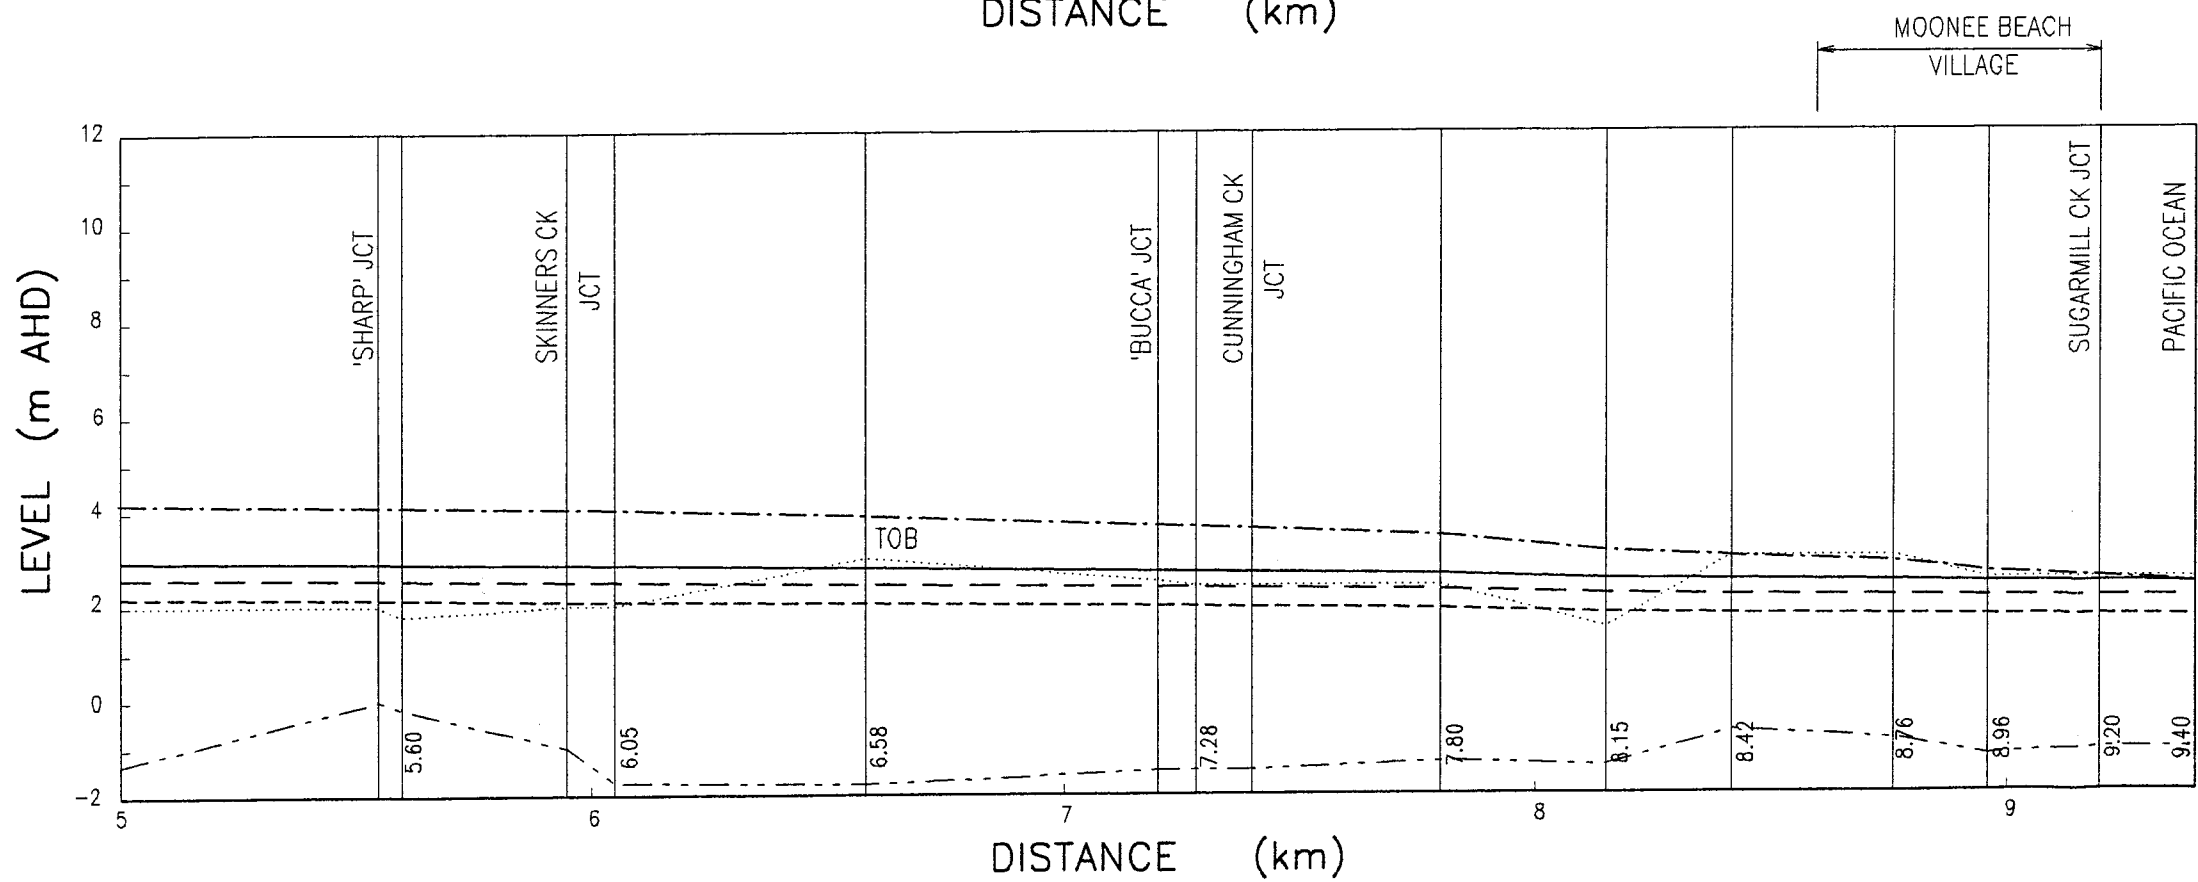 DISTANCE (km)
MOONEE BEACH
VILLAGE
12
10
8
6
4
2
0
-2
LEVEL (m AHD)
'SHARP' JCT
SKINNERS CK
JCT
'BUCCA' JCT
CUNNINGHAM CK
JCT
SUGARMILL CK JCT
PACIFIC OCEAN
TOB
5.60
6.05
6.58
7.28
7.80
8.15
8.42
8.76
8.96
9.20
9.40
5
6
7
8
9
DISTANCE (km)